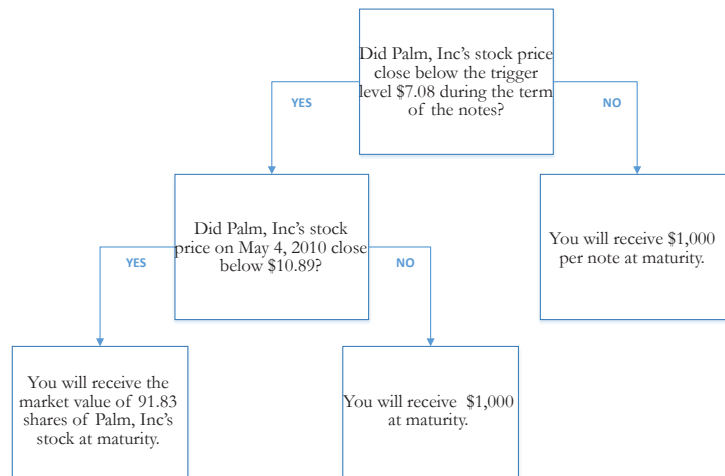 Did Palm, Inc's stock price
close below the trigger
level $7.08 during the term
of the notes?
YES
NO
Did Palm, Inc's stock
price on May 4, 2010 close
below $10.89?
You will receive $1,000
per note at maturity.
YES
NO
You will receive the
market value of 91.83
shares of Palm, Inc's
stock at maturity.
You will receive $1,000
at maturity.